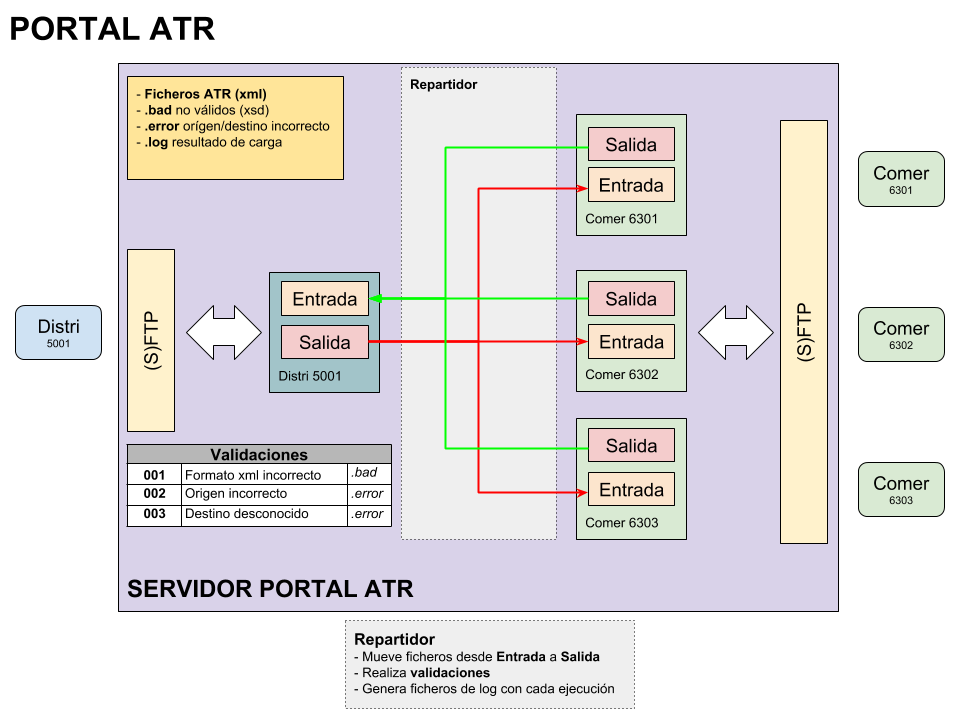 PORTAL ATR
- Ficheros ATR (xml)
- .bad no válidos (xsd)
- .error orígen/destino incorrecto
- .log resultado de carga
Repartidor
Salida
Entrada
Comer 6301
Comer
6301
(S)FTP
Distri
5001
Entrada
Salida
Distri 5001
Salida
Entrada
Comer 6302
(S)FTP
Comer
6302
Validaciones
001 Formato xml incorrecto .bad
002 Origen incorrecto .error
003 Destino desconocido .error
Salida
Entrada
Comer 6303
Comer
6303
SERVIDOR PORTAL ATR
Repartidor
- Mueve ficheros desde Entrada a Salida
- Realiza validaciones
- Genera ficheros de log con cada ejecución